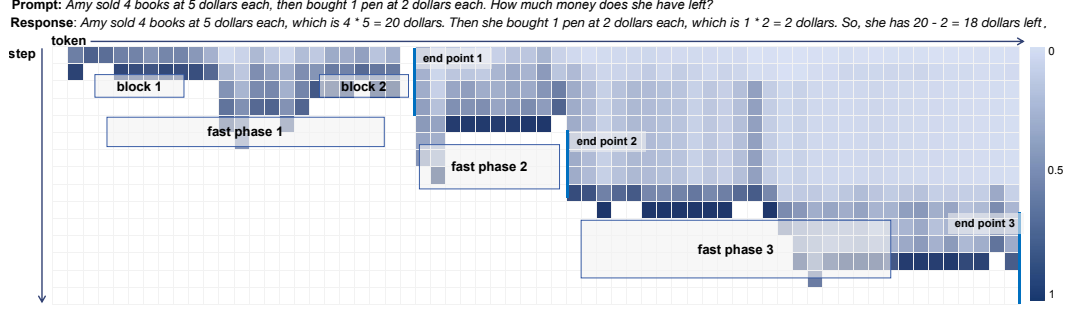 Prompt: Amy sold 4 books at 5 dollars each, then bought 1 pen at 2 dollars each. How much money does she have left?
Response: Amy sold 4 books at 5 dollars each, which is 4 * 5 = 20 dollars. Then she bought 1 pen at 2 dollars each, which is 1 * 2 = 2 dollars. So, she has 20 - 2 = 18 dollars left.
token
step
end point 1
0
block 1
block 2
fast phase 1
end point 2
fast phase 2
0.5
end point 3
fast phase 3
1